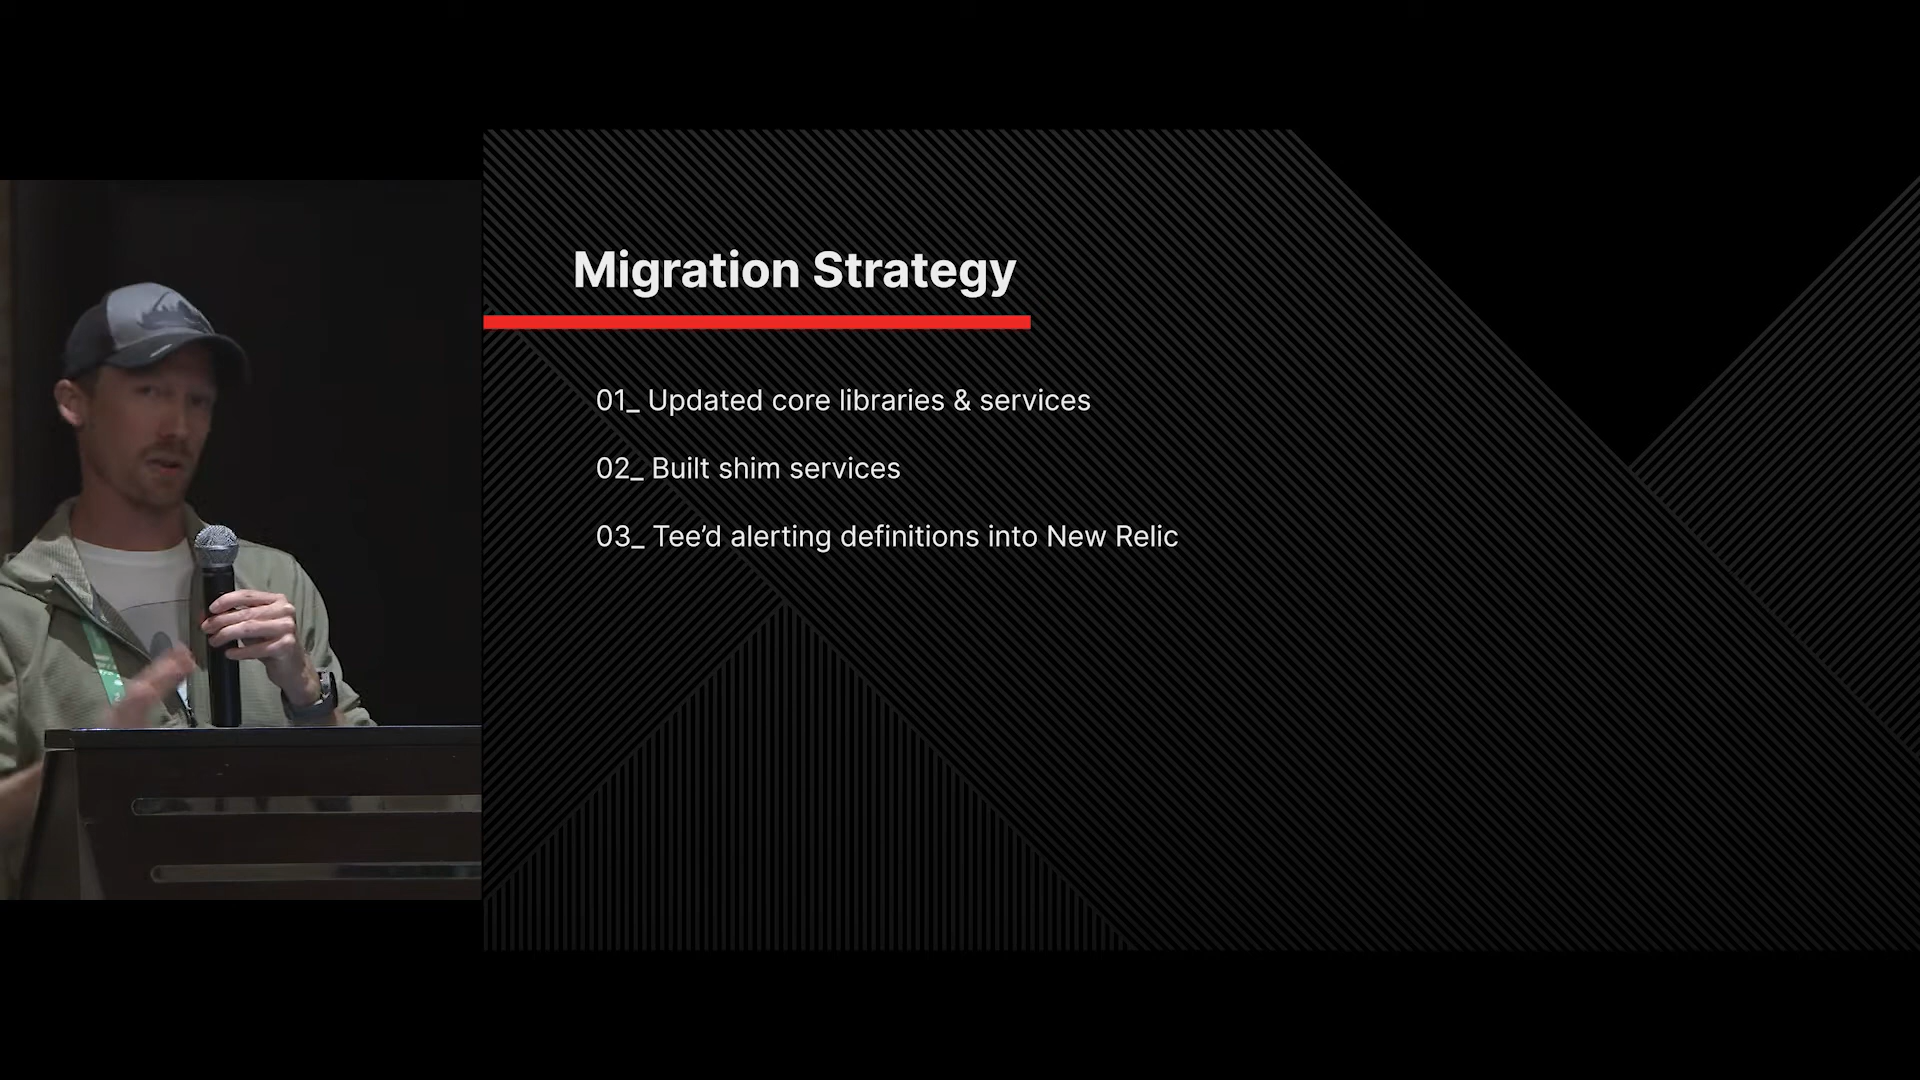 Migration Strategy
01_ Updated core libraries & services
02_ Built shim services
03_ Tee’d alerting definitions into New Relic